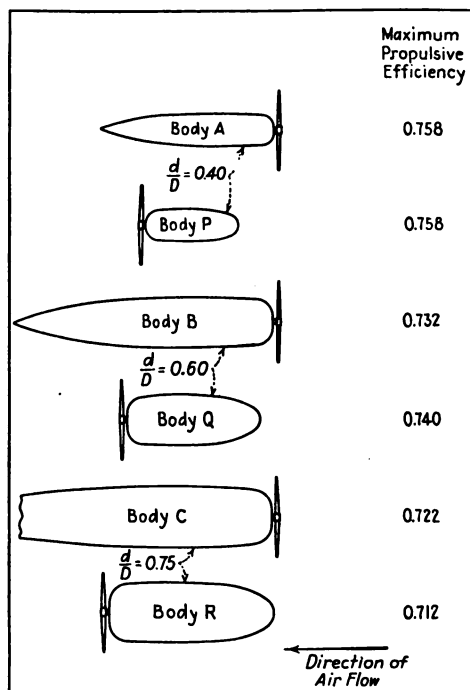 Maximum
Propulsive
Efficiency
Body A
0.758
d/D = 0.40
Body P
0.758
Body B
0.732
d/D = 0.60
Body Q
0.740
Body C
0.722
d/D = 0.75
Body R
0.712
Direction of
Air Flow